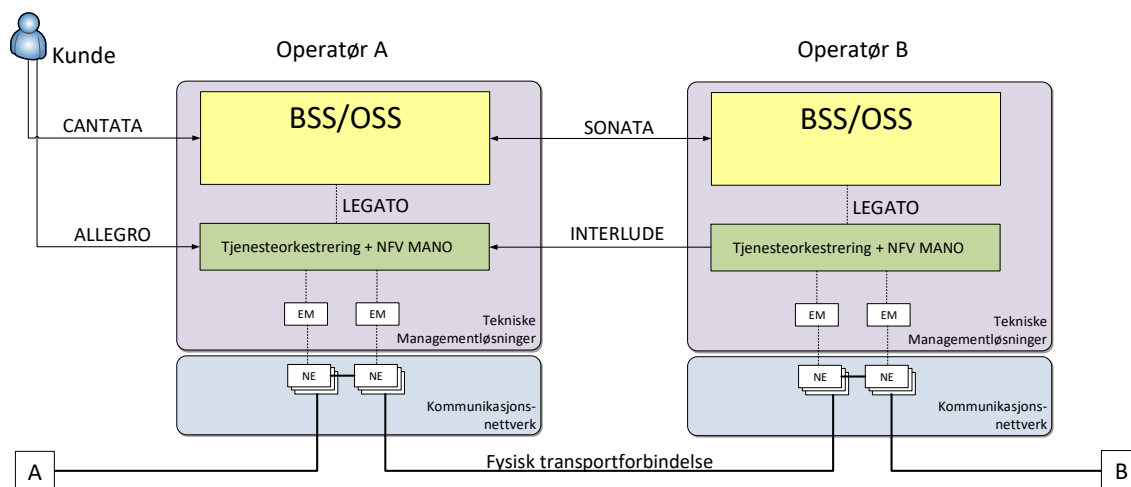 Kunde
Operatør A
Operatør B
BSS/OSS
BSS/OSS
CANTATA
SONATA
LEGATO
LEGATO
ALLEGRO
INTERLUDE
Tjenesteorkestrering + NFV MANO
Tjenesteorkestrering + NFV MANO
EM
EM
EM
EM
Tekniske
Managementløsninger
Tekniske
Managementløsninger
NE
NE
NE
NE
Kommunikasjons-
nettverk
Kommunikasjons-
nettverk
A
Fysisk transportforbindelse
B